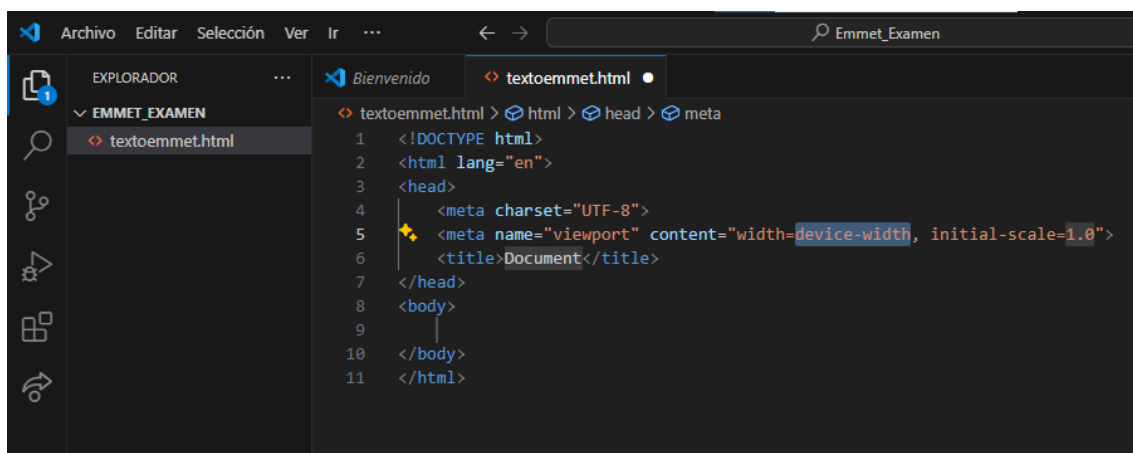 Archivo Editar Selección Ver Ir ··· ← → Emmet_Examen
EXPLORADOR ···
Bienvenido
<> textoemmet.html ●
1
EMMET_EXAMEN
<> textoemmet.html
<> textoemmet.html > html > head > meta
1 <!DOCTYPE html>
2 <html lang="en">
3 <head>
4 <meta charset="UTF-8">
5 <meta name="viewport" content="width=device-width, initial-scale=1.0">
6 <title>Document</title>
7 </head>
8 <body>
9
10 </body>
11 </html>